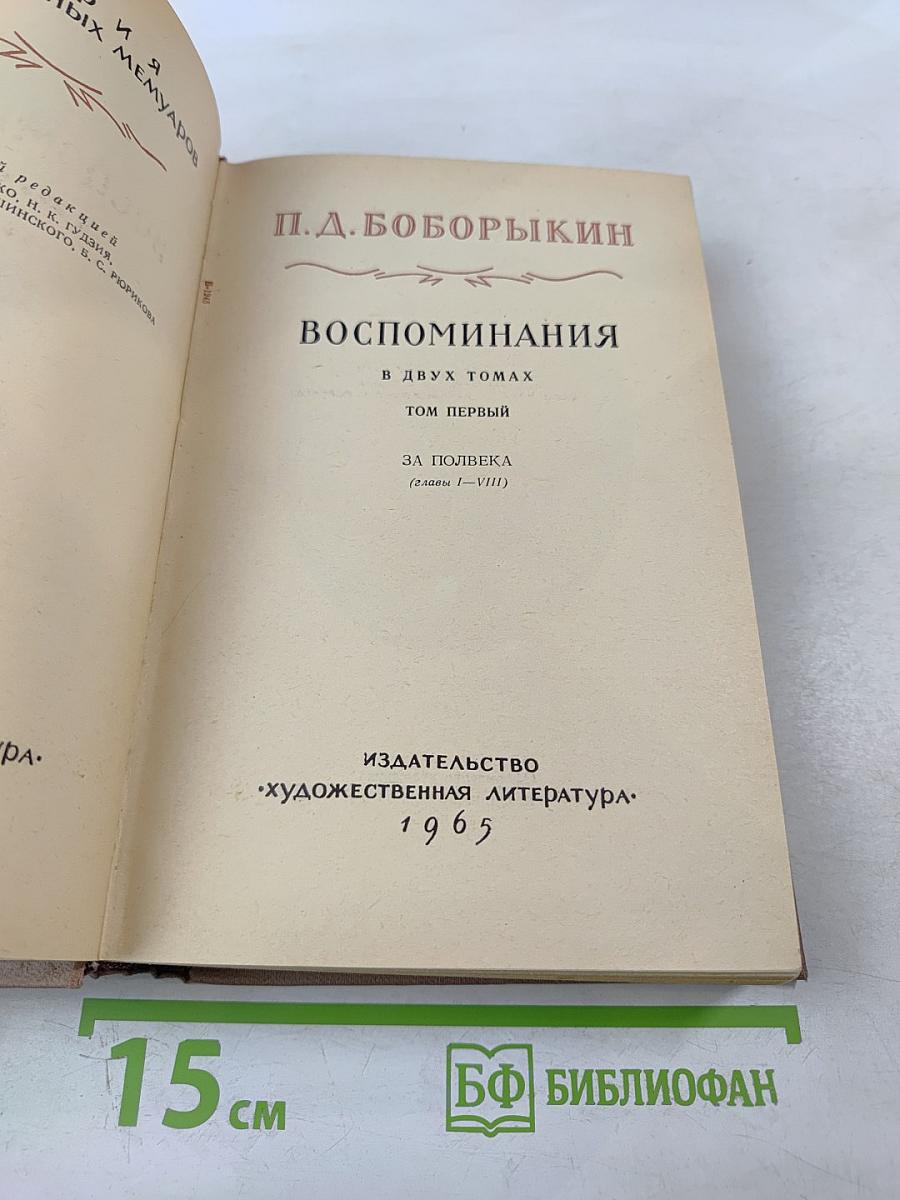 И Я
МЕМУАРОВ
редакцией
Н. К. ГУДЗИЯ,
Б. С. РЮРИКОВА
П. Д. БОБОРЫКИН
ВОСПОМИНАНИЯ
В ДВУХ ТОМАХ
ТОМ ПЕРВЫЙ
ЗА ПОЛВЕКА
(главы I—VIII)
ИЗДАТЕЛЬСТВО
•ХУДОЖЕСТВЕННАЯ ЛИТЕРАТУРА•
1965
15 см
БФ БИБЛИОФАН